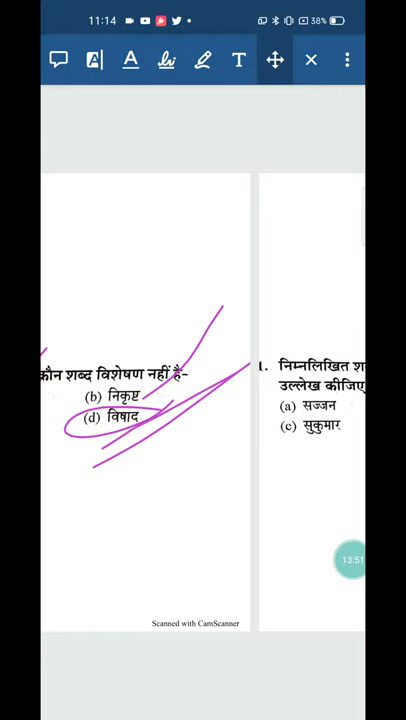 11:14
38%
A
A
T
कौन शब्द विशेषण नहीं है-
(b) निकृष्ट
(d) विषाद
Scanned with CamScanner
1. निम्नलिखित श
उल्लेख कीजिए
(a) सज्जन
(c) सुकुमार
13:51